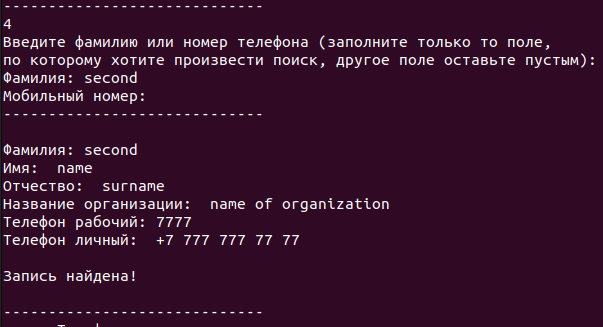 -----------------------------
4
Введите фамилию или номер телефона (заполните только то поле,
по которому хотите произвести поиск, другое поле оставьте пустым):
Фамилия: second
Мобильный номер:
-----------------------------
Фамилия: second
Имя:  name
Отчество:  surname
Название организации:  name of organization
Телефон рабочий: 7777
Телефон личный:  +7 777 777 77 77
Запись найдена!
-----------------------------